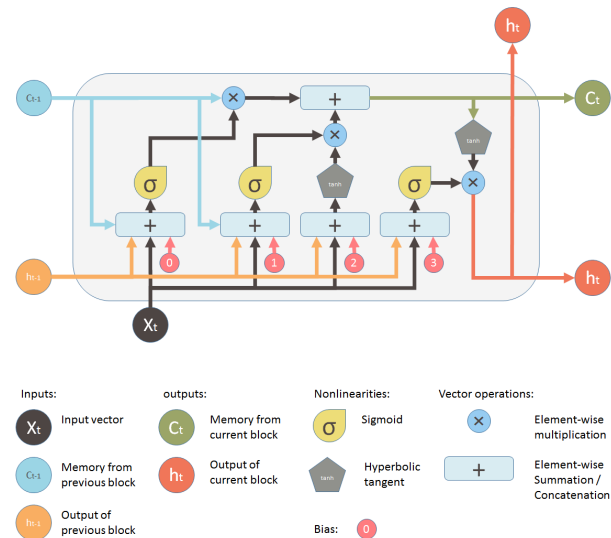 ht
Ct-1
×
+
Ct
tanh
×
σ
σ
tanh
σ
×
+
+
+
+
0
1
2
3
ht-1
ht
Xt
Inputs:
outputs:
Nonlinearities:
Vector operations:
Xt
Input vector
Ct
Memory from
current block
σ
Sigmoid
×
Element-wise
multiplication
Ct-1
Memory from
previous block
ht
Output of
current block
tanh
Hyperbolic
tangent
+
Element-wise
Summation /
Concatenation
ht-1
Output of
previous block
Bias:
0